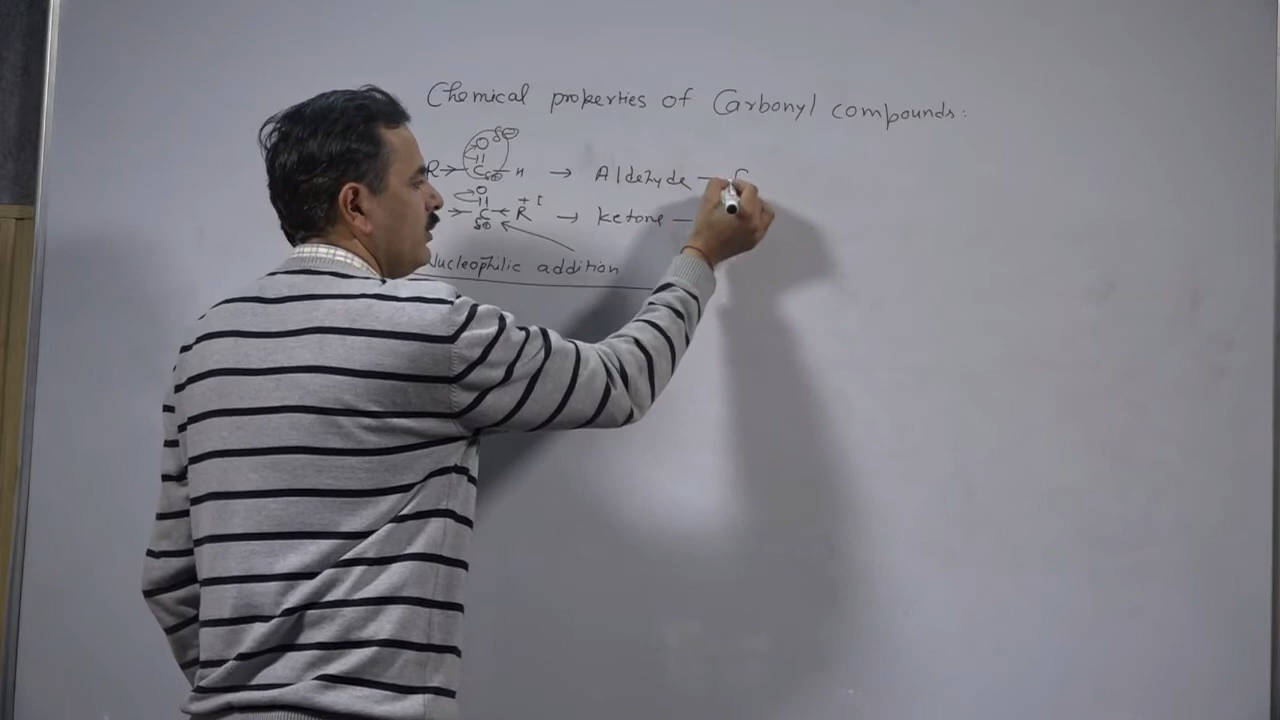 Chemical properties of Carbonyl compounds:
O δ⊖
R → C δ⊕ – H → Aldehyde –
O
→ C ← R + I → ketone –
δ⊕
Nucleophilic addition